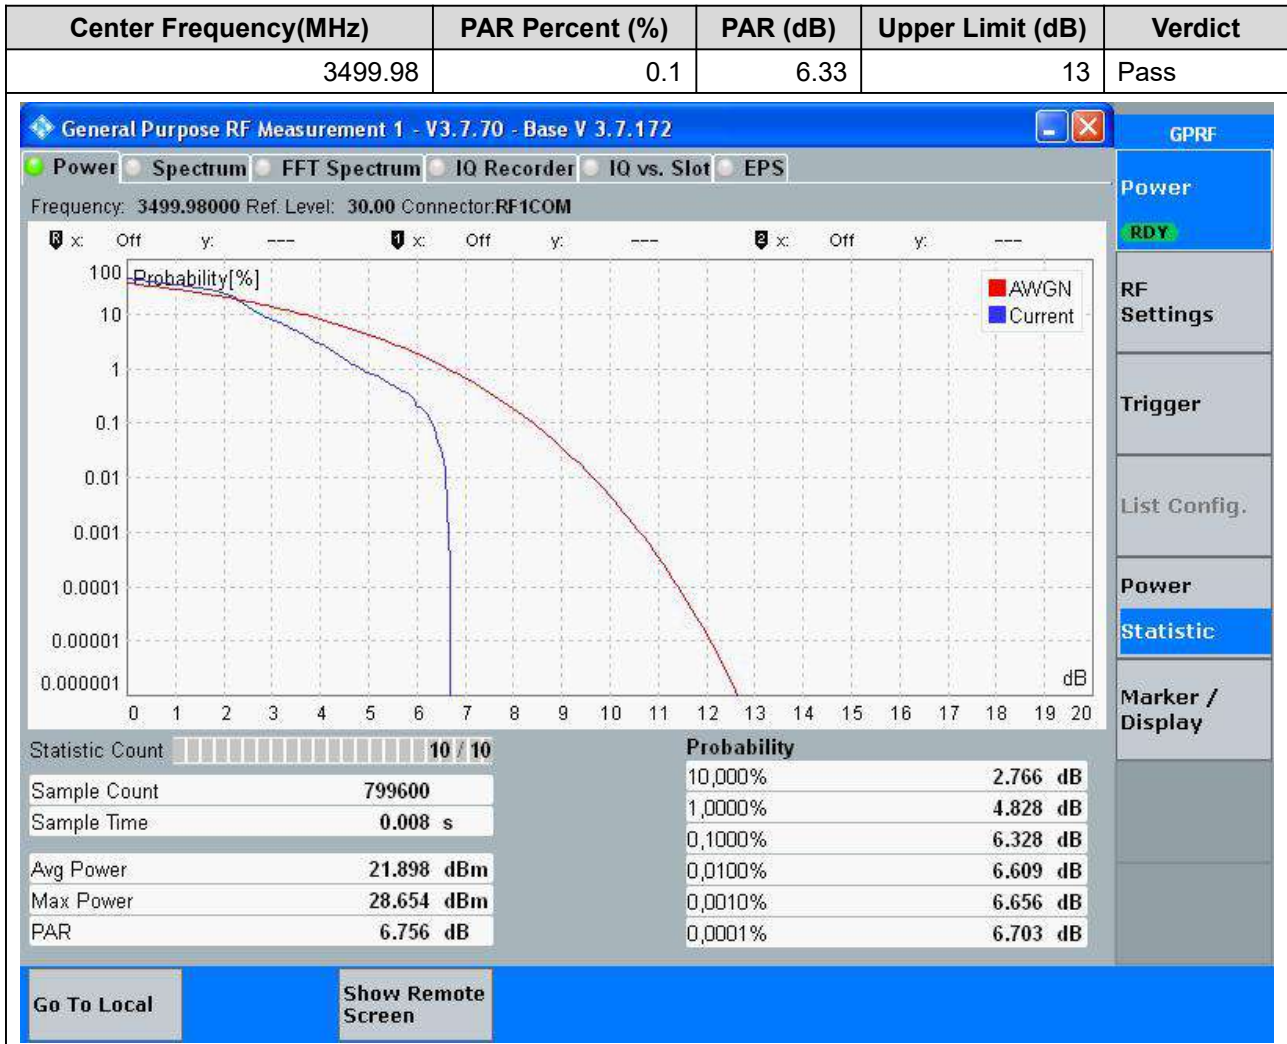 Center Frequency(MHz) PAR Percent (%) PAR (dB) Upper Limit (dB) Verdict
3499.98 0.1 6.33 13 Pass
General Purpose RF Measurement 1 - V3.7.70 - Base V 3.7.172
GPRF
Power Spectrum FFT Spectrum IQ Recorder IQ vs. Slot EPS
Frequency: 3499.98000 Ref. Level: 30.00 Connector:RF1COM
R x: Off y: --- 1 x: Off y: --- 2 x: Off y: ---
Probability[%]
AWGN
Current
100
10
1
0.1
0.01
0.001
0.0001
0.00001
0.000001
dB
0 1 2 3 4 5 6 7 8 9 10 11 12 13 14 15 16 17 18 19 20
Statistic Count 10 / 10
Sample Count 799600
Sample Time 0.008 s
Avg Power 21.898 dBm
Max Power 28.654 dBm
PAR 6.756 dB
Probability
10,000% 2.766 dB
1,0000% 4.828 dB
0,1000% 6.328 dB
0,0100% 6.609 dB
0,0010% 6.656 dB
0,0001% 6.703 dB
Power
RDY
RF
Settings
Trigger
List Config.
Power
Statistic
Marker /
Display
Go To Local
Show Remote
Screen